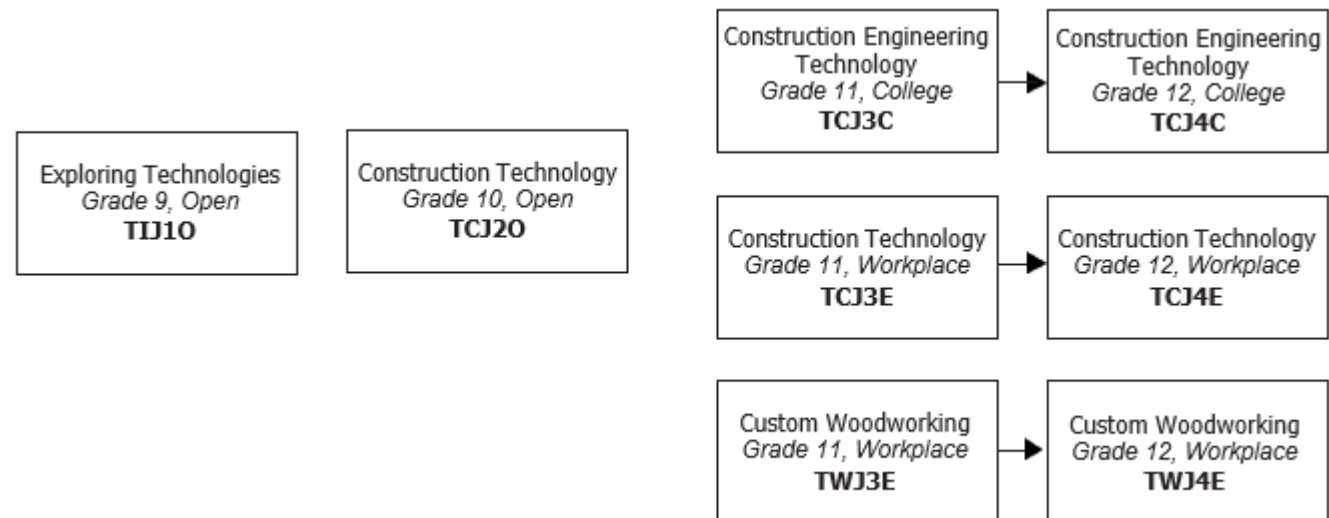 Exploring Technologies
Grade 9, Open
TIJ1O
Construction Technology
Grade 10, Open
TCJ2O
Construction Engineering
Technology
Grade 11, College
TCJ3C
Construction Engineering
Technology
Grade 12, College
TCJ4C
Construction Technology
Grade 11, Workplace
TCJ3E
Construction Technology
Grade 12, Workplace
TCJ4E
Custom Woodworking
Grade 11, Workplace
TWJ3E
Custom Woodworking
Grade 12, Workplace
TWJ4E